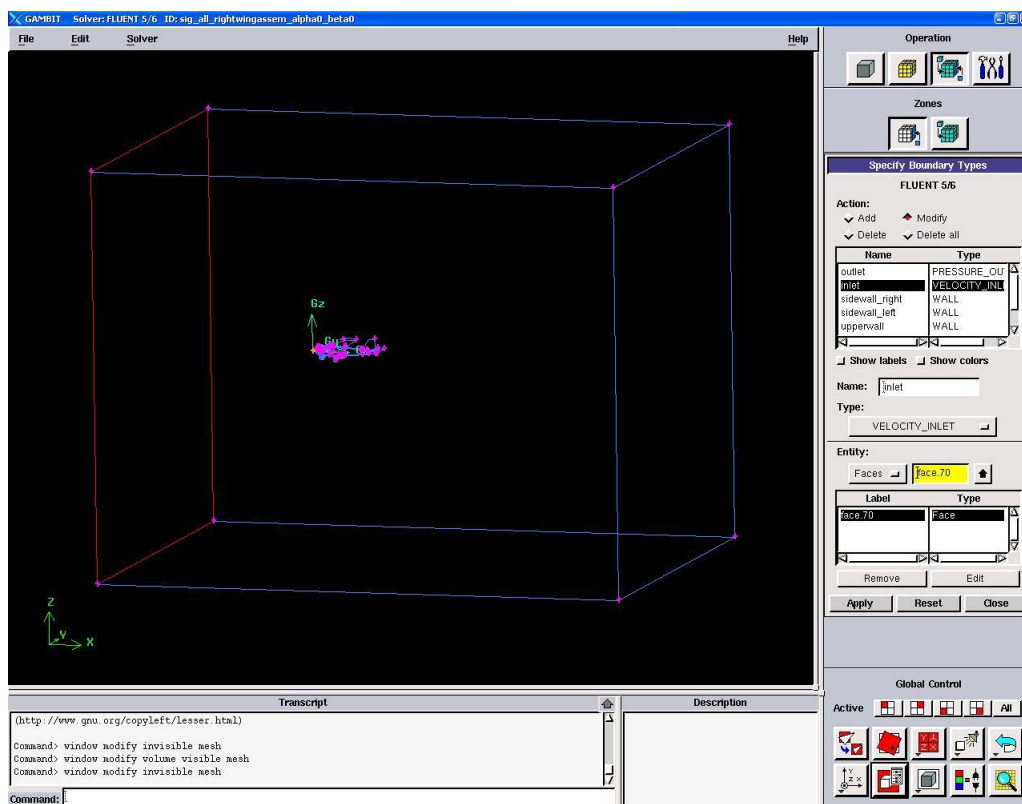 GAMBIT Solver: FLUENT 5/6 ID: sig_all_rightwingassem_alpha0_beta0
File Edit Solver Help
Operation
Zones
Specify Boundary Types
FLUENT 5/6
Action:
Add Modify
Delete Delete all
Name Type
outlet PRESSURE_OUT
inlet VELOCITY_INL
sidewall_right WALL
sidewall_left WALL
upperwall WALL
Show labels Show colors
Name: inlet
Type:
VELOCITY_INLET
Entity:
Faces face.70
Label Type
face.70 Face
Remove Edit
Apply Reset Close
Gz
Z
Y
X
Transcript
(http://www.gnu.org/copyleft/lesser.html)
Command> window modify invisible mesh
Command> window modify volume visible mesh
Command> window modify invisible mesh
Command:
Description
Global Control
Active All